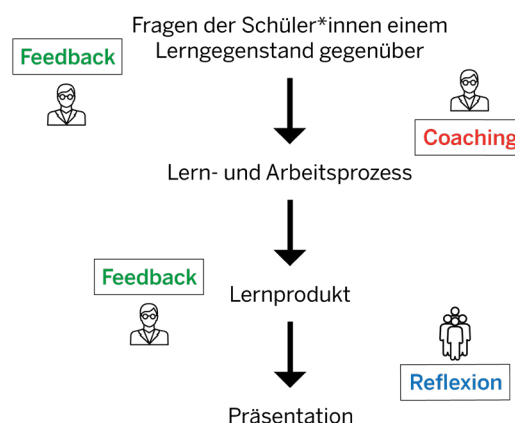 Fragen der Schüler*innen einem
Lerngegenstand gegenüber
Feedback
Coaching
Lern- und Arbeitsprozess
Feedback
Lernprodukt
Reflexion
Präsentation